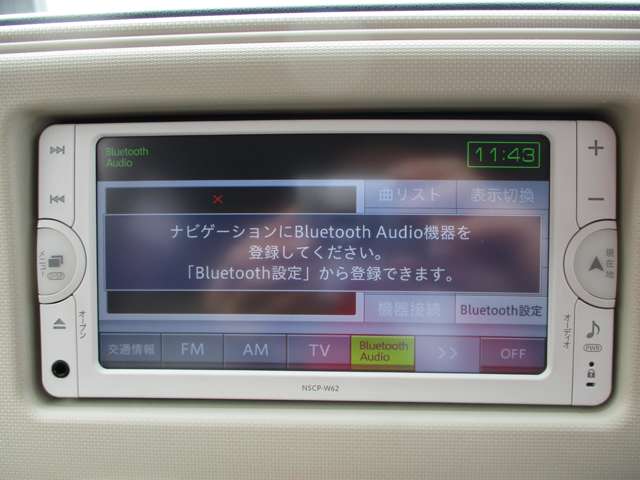 Bluetooth
Audio
11:43
曲リスト 表示切換
ナビゲーションにBluetooth Audio機器を
登録してください。
「Bluetooth設定」から登録できます。
機器接続 Bluetooth設定
交通情報 FM AM TV Bluetooth Audio >> OFF
メニュー
オープン
現在地
オーディオ
PWR
NSCP-W62